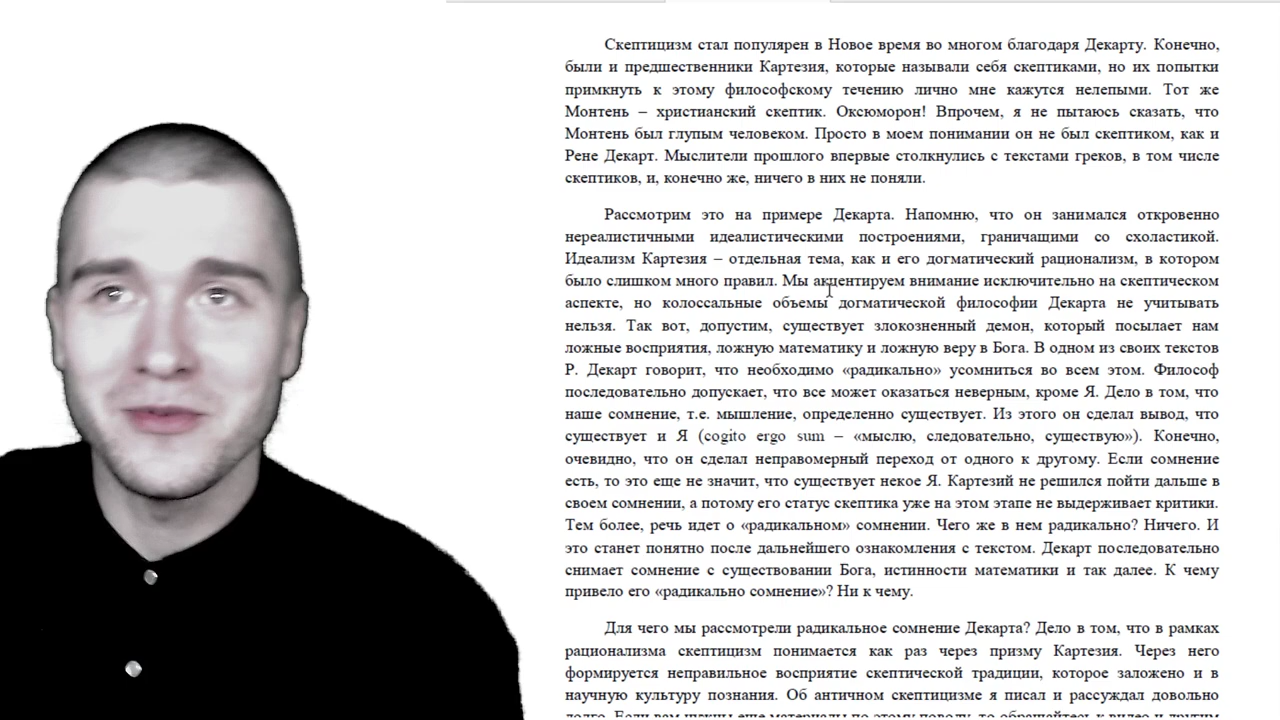 Скептицизм стал популярен в Новое время во многом благодаря Декарту. Конечно,
были и предшественники Картезия, которые называли себя скептиками, но их попытки
примкнуть к этому философскому течению лично мне кажутся нелепыми. Тот же
Монтень – христианский скептик. Оксюморон! Впрочем, я не пытаюсь сказать, что
Монтень был глупым человеком. Просто в моем понимании он не был скептиком, как и
Рене Декарт. Мыслители прошлого впервые столкнулись с текстами греков, в том числе
скептиков, и, конечно же, ничего в них не поняли.
Рассмотрим это на примере Декарта. Напомню, что он занимался откровенно
нереалистичными идеалистическими построениями, граничащими со схоластикой.
Идеализм Картезия – отдельная тема, как и его догматический рационализм, в котором
было слишком много правил. Мы акцентируем внимание исключительно на скептическом
аспекте, но колоссальные объемы догматической философии Декарта не учитывать
нельзя. Так вот, допустим, существует злокозненный демон, который посылает нам
ложные восприятия, ложную математику и ложную веру в Бога. В одном из своих текстов
Р. Декарт говорит, что необходимо «радикально» усомниться во всем этом. Философ
последовательно допускает, что все может оказаться неверным, кроме Я. Дело в том, что
наше сомнение, т.е. мышление, определенно существует. Из этого он сделал вывод, что
существует и Я (cogito ergo sum – «мыслю, следовательно, существую»). Конечно,
очевидно, что он сделал неправомерный переход от одного к другому. Если сомнение
есть, то это еще не значит, что существует некое Я. Картезий не решился пойти дальше в
своем сомнении, а потому его статус скептика уже на этом этапе не выдерживает критики.
Тем более, речь идет о «радикальном» сомнении. Чего же в нем радикально? Ничего. И
это станет понятно после дальнейшего ознакомления с текстом. Декарт последовательно
снимает сомнение с существовании Бога, истинности математики и так далее. К чему
привело его «радикально сомнение»? Ни к чему.
Для чего мы рассмотрели радикальное сомнение Декарта? Дело в том, что в рамках
рационализма скептицизм понимается как раз через призму Картезия. Через него
формируется неправильное восприятие скептической традиции, которое заложено и в
научную культуру познания. Об античном скептицизме я писал и рассуждал довольно
долго. Если вам нужны еще материалы по этому поводу, то обращайтесь к видео и другим